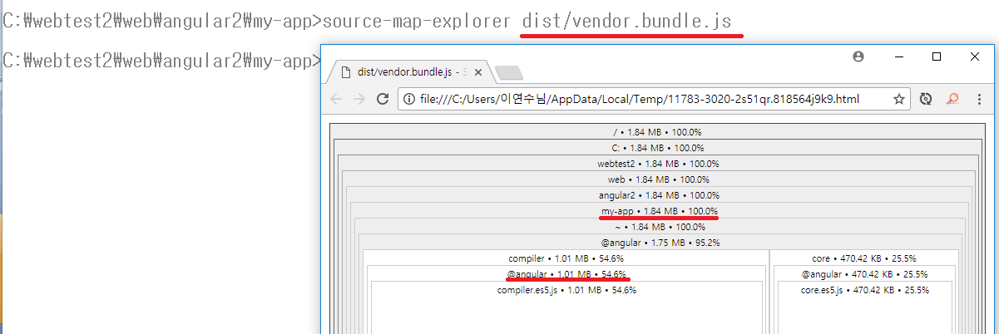 C:₩webtest2₩web₩angular2₩my-app>source-map-explorer dist/vendor.bundle.js
C:₩webtest2₩web₩angular2₩my-app>
dist/vendor.bundle.js - S
file:///C:/Users/이연수님/AppData/Local/Temp/11783-3020-2s51qr.818564j9k9.html
/ • 1.84 MB • 100.0%
C: • 1.84 MB • 100.0%
webtest2 • 1.84 MB • 100.0%
web • 1.84 MB • 100.0%
angular2 • 1.84 MB • 100.0%
my-app • 1.84 MB • 100.0%
~ • 1.84 MB • 100.0%
@angular • 1.75 MB • 95.2%
compiler • 1.01 MB • 54.6%
core • 470.42 KB • 25.5%
@angular • 1.01 MB • 54.6%
@angular • 470.42 KB • 25.5%
compiler.es5.js • 1.01 MB • 54.6%
core.es5.js • 470.42 KB • 25.5%